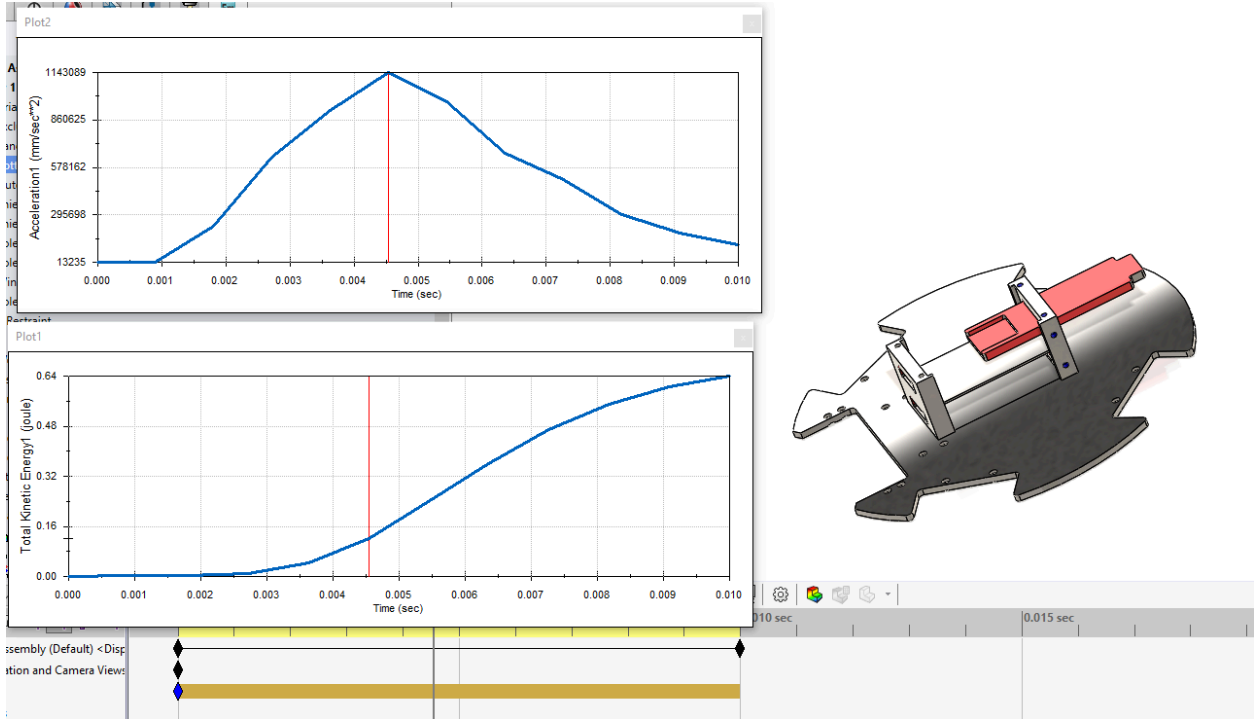 Plot2
1143089
860625
578162
295698
13235
Acceleration1 (mm/sec**2)
0.000 0.001 0.002 0.003 0.004 0.005 0.006 0.007 0.008 0.009 0.010
Time (sec)
Restraint
Plot1
0.64
0.48
0.32
0.16
0.00
Total Kinetic Energy1 (joule)
0.000 0.001 0.002 0.003 0.004 0.005 0.006 0.007 0.008 0.009 0.010
Time (sec)
010 sec 0.015 sec
ssembly (Default) <Disp
ation and Camera Views